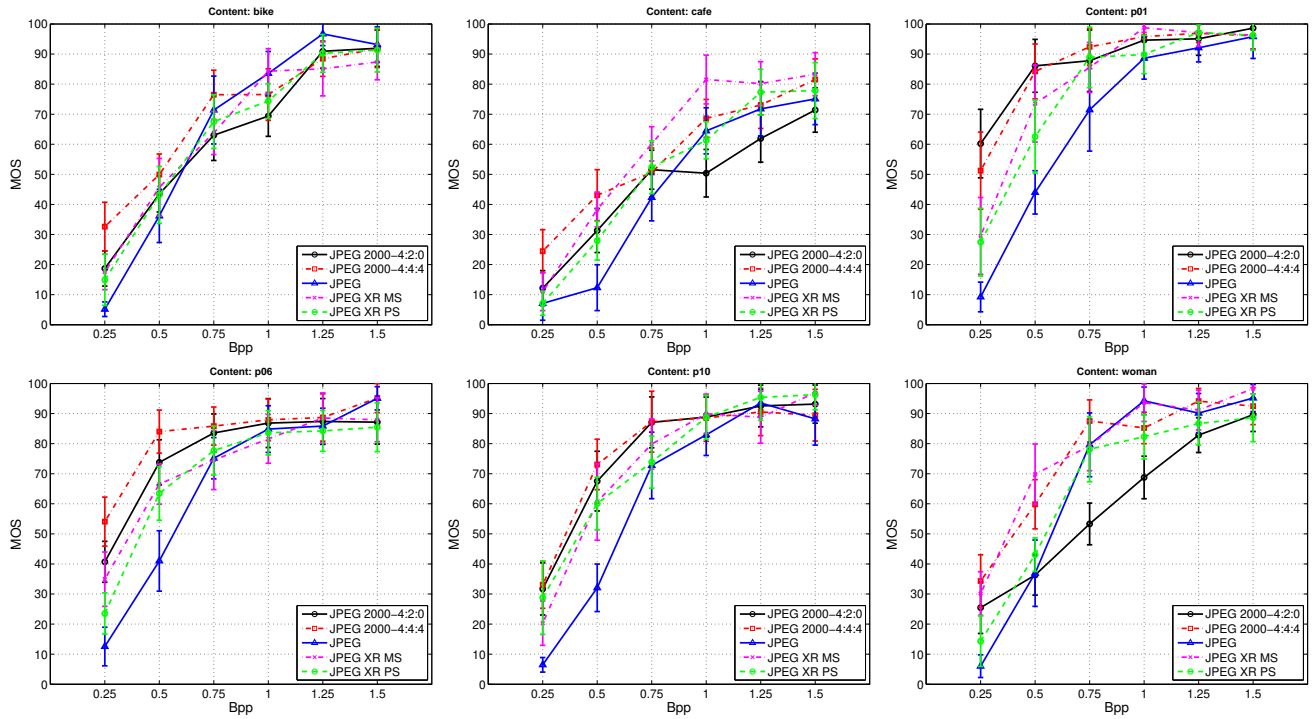 Content: bike
100
90
80
70
60
50
40
30
20
10
0
MOS
0.25 0.5 0.75 1 1.25 1.5
Bpp
JPEG 2000−4:2:0
JPEG 2000−4:4:4
JPEG
JPEG XR MS
JPEG XR PS
Content: cafe
100
90
80
70
60
50
40
30
20
10
0
MOS
0.25 0.5 0.75 1 1.25 1.5
Bpp
JPEG 2000−4:2:0
JPEG 2000−4:4:4
JPEG
JPEG XR MS
JPEG XR PS
Content: p01
100
90
80
70
60
50
40
30
20
10
0
MOS
0.25 0.5 0.75 1 1.25 1.5
Bpp
JPEG 2000−4:2:0
JPEG 2000−4:4:4
JPEG
JPEG XR MS
JPEG XR PS
Content: p06
100
90
80
70
60
50
40
30
20
10
0
MOS
0.25 0.5 0.75 1 1.25 1.5
Bpp
JPEG 2000−4:2:0
JPEG 2000−4:4:4
JPEG
JPEG XR MS
JPEG XR PS
Content: p10
100
90
80
70
60
50
40
30
20
10
0
MOS
0.25 0.5 0.75 1 1.25 1.5
Bpp
JPEG 2000−4:2:0
JPEG 2000−4:4:4
JPEG
JPEG XR MS
JPEG XR PS
Content: woman
100
90
80
70
60
50
40
30
20
10
0
MOS
0.25 0.5 0.75 1 1.25 1.5
Bpp
JPEG 2000−4:2:0
JPEG 2000−4:4:4
JPEG
JPEG XR MS
JPEG XR PS